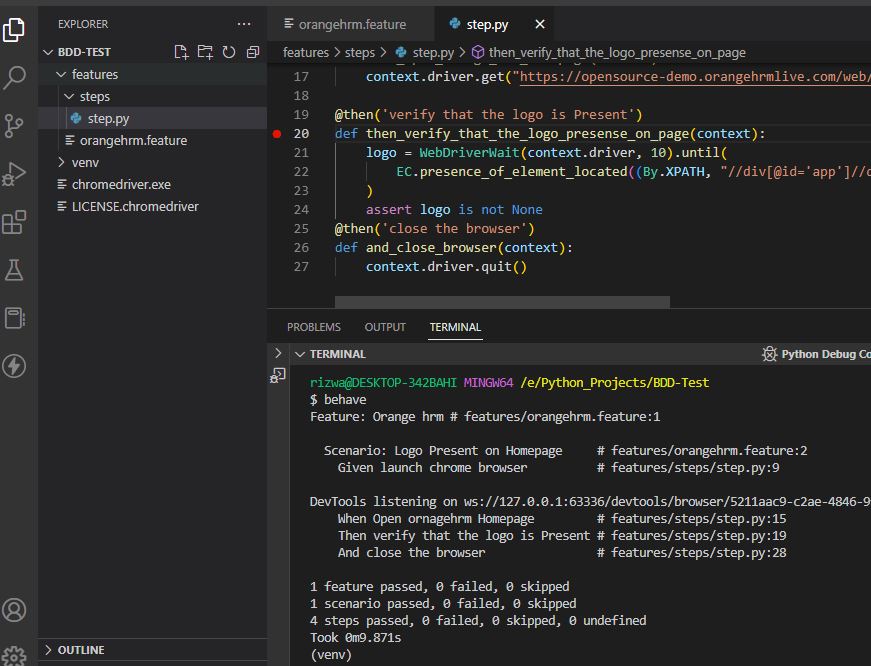 EXPLORER ...
BDD-TEST
features
steps
step.py
orangehrm.feature
venv
chromedriver.exe
LICENSE.chromedriver
OUTLINE
orangehrm.feature step.py
features > steps > step.py > then_verify_that_the_logo_presense_on_page
17 context.driver.get("https://opensource-demo.orangehrmlive.com/web/
18
19 @then('verify that the logo is Present')
20 def then_verify_that_the_logo_presense_on_page(context):
21 logo = WebDriverWait(context.driver, 10).until(
22 EC.presence_of_element_located((By.XPATH, "//div[@id='app']//
23 )
24 assert logo is not None
25 @then('close the browser')
26 def and_close_browser(context):
27 context.driver.quit()
PROBLEMS OUTPUT TERMINAL
TERMINAL Python Debug Co
rizwa@DESKTOP-342BAHI MINGW64 /e/Python_Projects/BDD-Test
$ behave
Feature: Orange hrm # features/orangehrm.feature:1
Scenario: Logo Present on Homepage # features/orangehrm.feature:2
Given launch chrome browser # features/steps/step.py:9
DevTools listening on ws://127.0.0.1:63336/devtools/browser/5211aac9-c2ae-4846-9
When Open ornagehrm Homepage # features/steps/step.py:15
Then verify that the logo is Present # features/steps/step.py:19
And close the browser # features/steps/step.py:28
1 feature passed, 0 failed, 0 skipped
1 scenario passed, 0 failed, 0 skipped
4 steps passed, 0 failed, 0 skipped, 0 undefined
Took 0m9.871s
(venv)